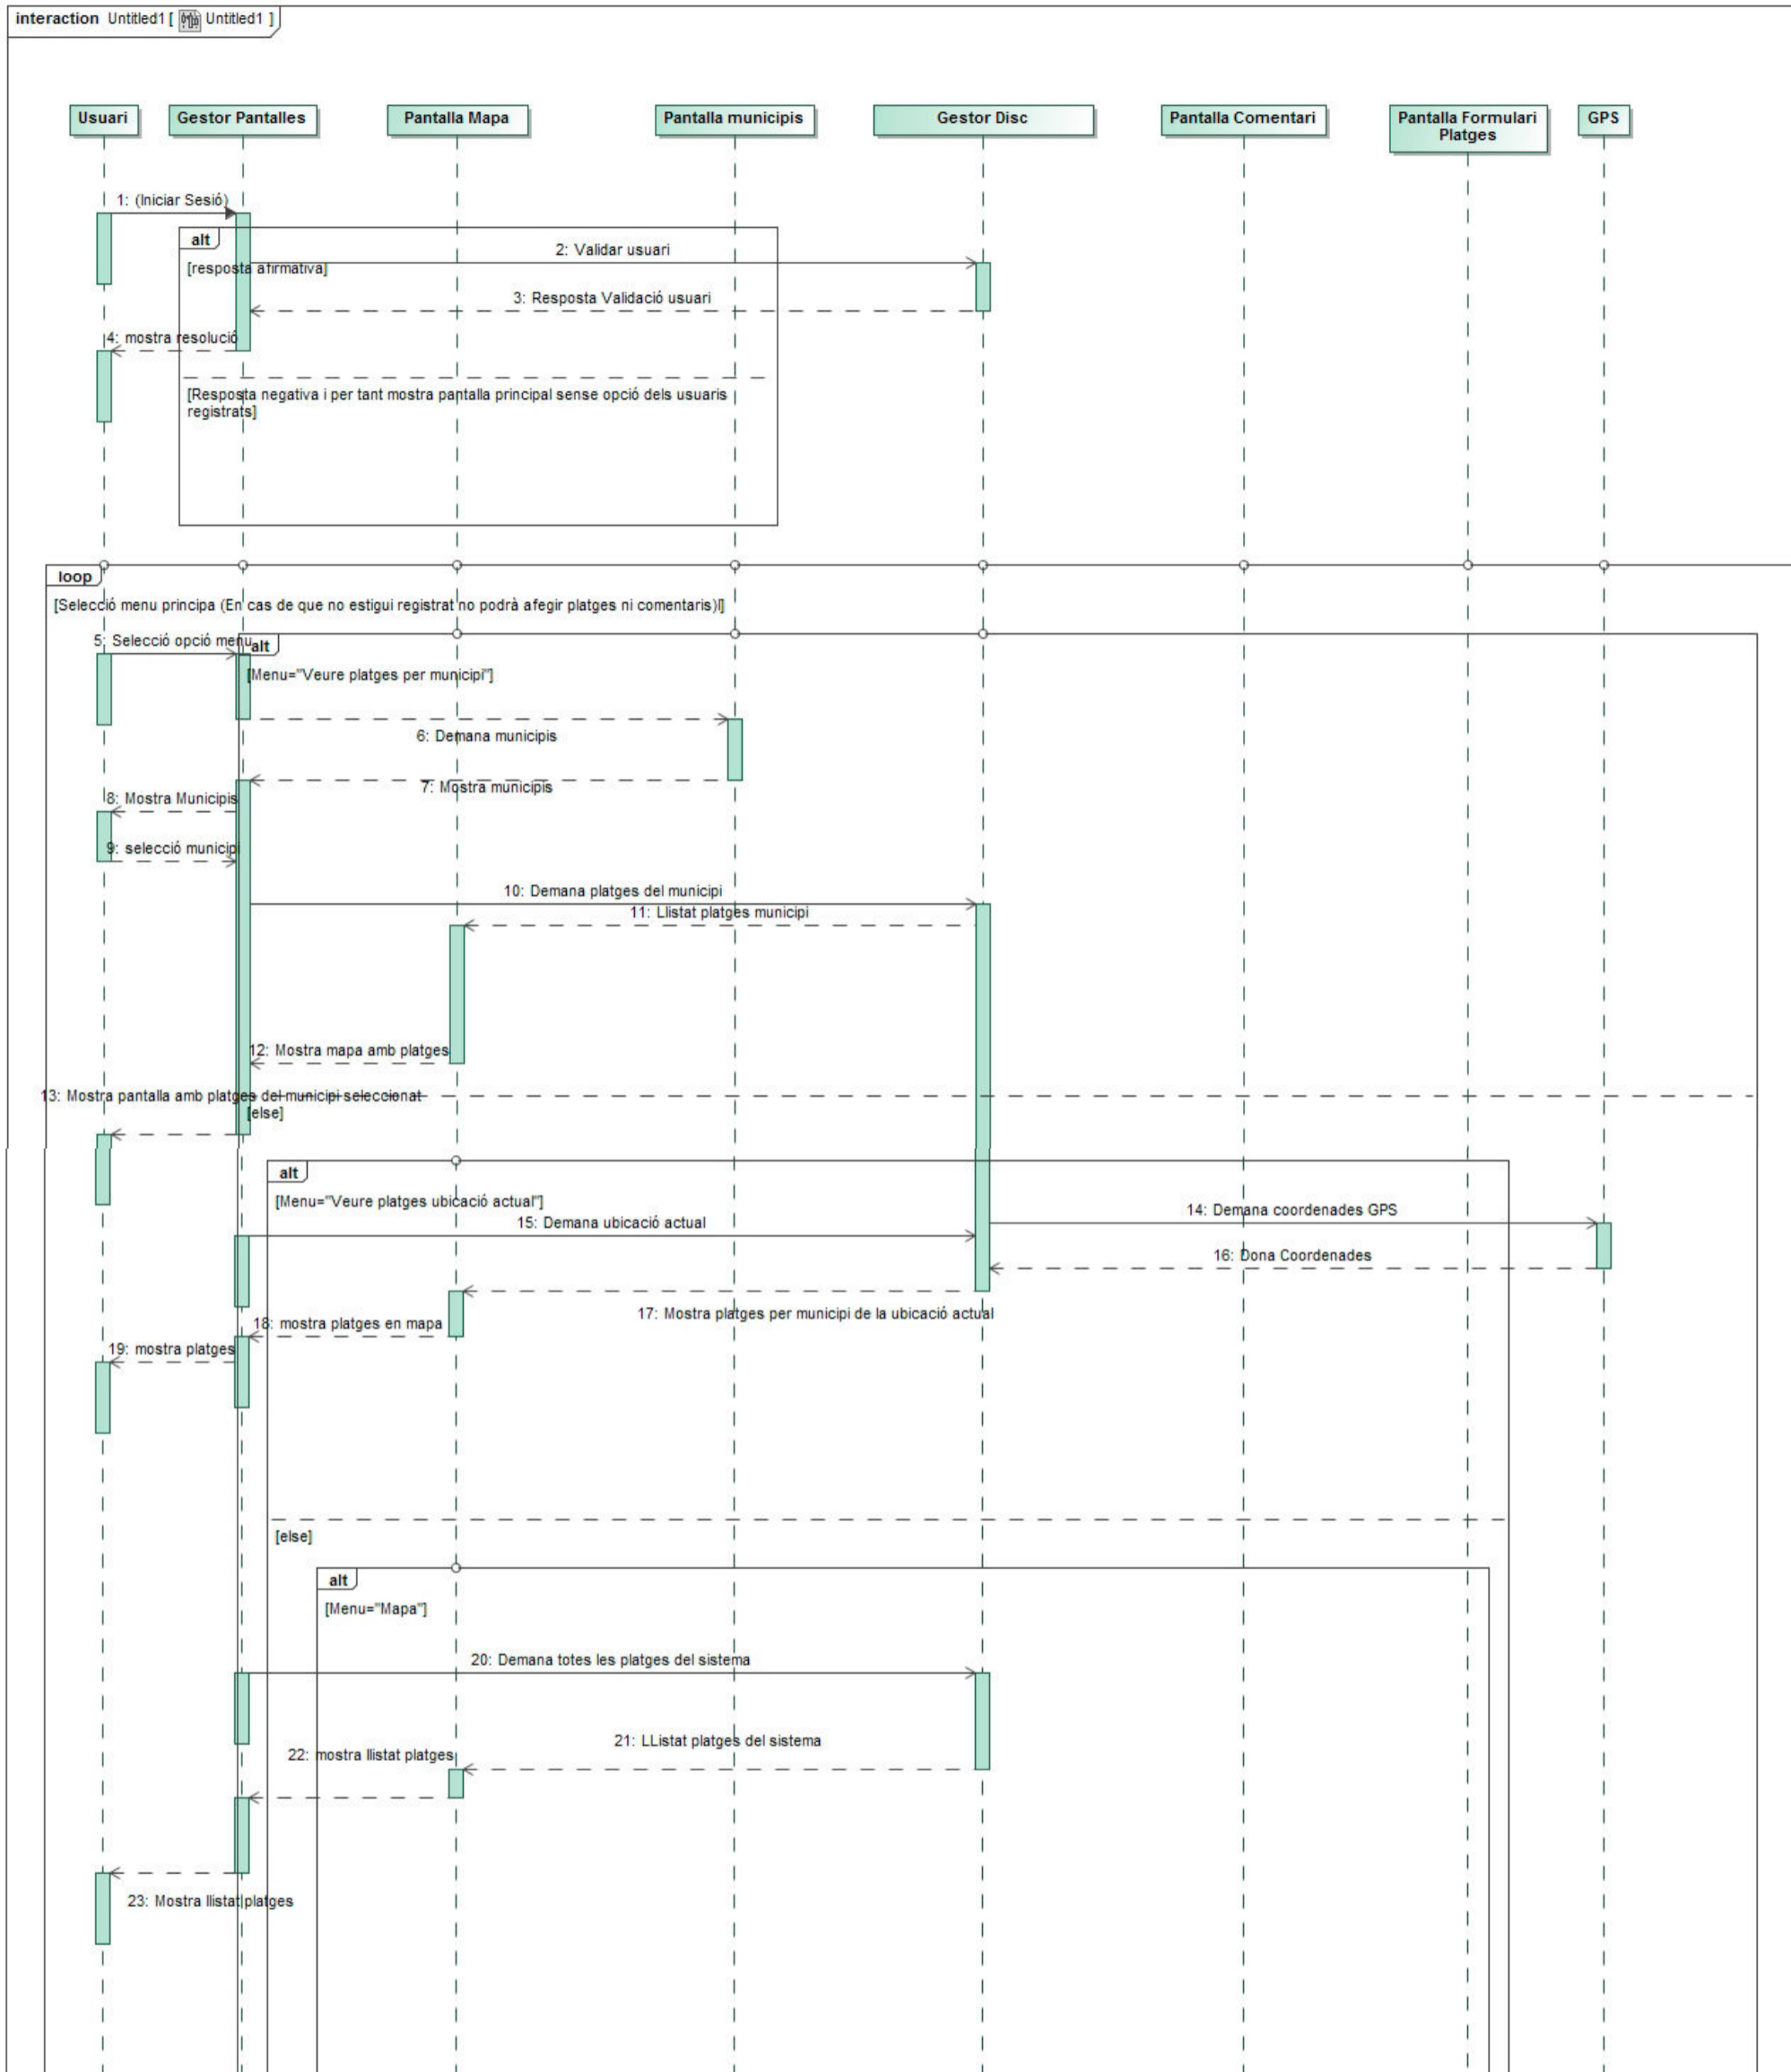 interaction Untitled1 [ Untitled1 ]
Usuari
Gestor Pantalles
Pantalla Mapa
Pantalla municipis
Gestor Disc
Pantalla Comentari
Pantalla Formulari
Platges
GPS
1: (Iniciar Sesió)
alt
2: Validar usuari
[resposta afirmativa]
3: Resposta Validació usuari
4: mostra resolució
[Resposta negativa i per tant mostra pantalla principal sense opció dels usuaris
registrats]
loop
[Selecció menu principa (En cas de que no estigui registrat no podrà afegir platges ni comentaris)l]
5: Selecció opció menu
alt
[Menu="Veure platges per municipi"]
6: Demana municipis
7: Mostra municipis
8: Mostra Municipis
9: selecció municipi
10: Demana platges del municipi
11: Llistat platges municipi
12: Mostra mapa amb platges
13: Mostra pantalla amb platges del municipi seleccionat
[else]
alt
[Menu="Veure platges ubicació actual"]
14: Demana coordenades GPS
15: Demana ubicació actual
16: Dona Coordenades
17: Mostra platges per municipi de la ubicació actual
18: mostra platges en mapa
19: mostra platges
[else]
alt
[Menu="Mapa"]
20: Demana totes les platges del sistema
21: LListat platges del sistema
22: mostra llistat platges
23: Mostra llistat platges